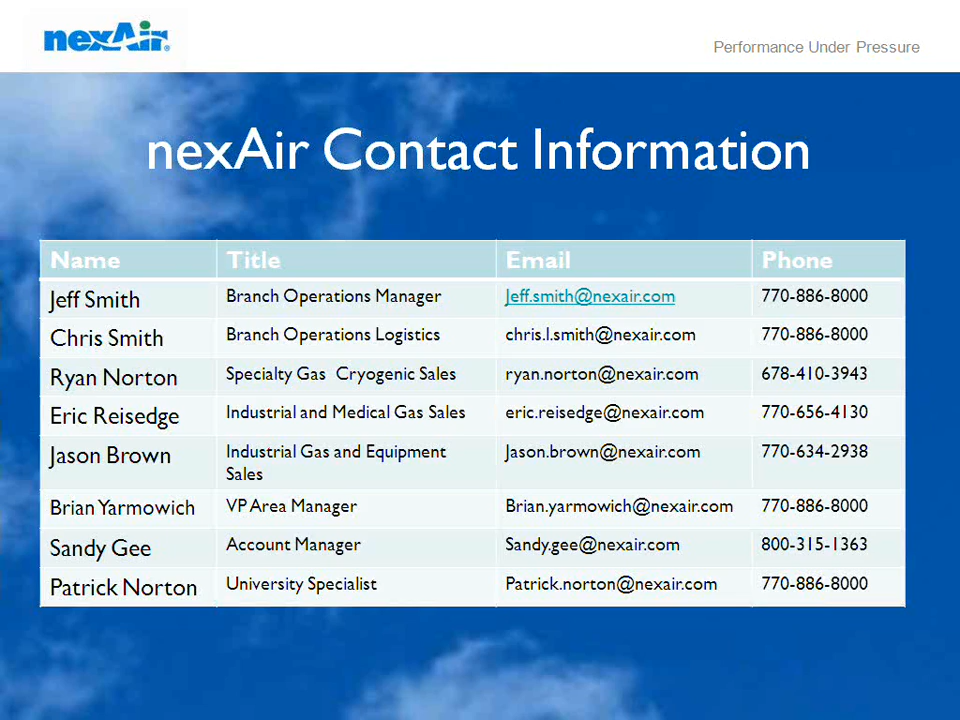 nexAir®
Performance Under Pressure
nexAir Contact Information
Name Title Email Phone
Jeff Smith Branch Operations Manager Jeff.smith@nexair.com 770-886-8000
Chris Smith Branch Operations Logistics chris.l.smith@nexair.com 770-886-8000
Ryan Norton Specialty Gas  Cryogenic Sales ryan.norton@nexair.com 678-410-3943
Eric Reisedge Industrial and Medical Gas Sales eric.reisedge@nexair.com 770-656-4130
Jason Brown Industrial Gas and Equipment Jason.brown@nexair.com 770-634-2938
Sales
Brian Yarmowich VP Area Manager Brian.yarmowich@nexair.com 770-886-8000
Sandy Gee Account Manager Sandy.gee@nexair.com 800-315-1363
Patrick Norton University Specialist Patrick.norton@nexair.com 770-886-8000